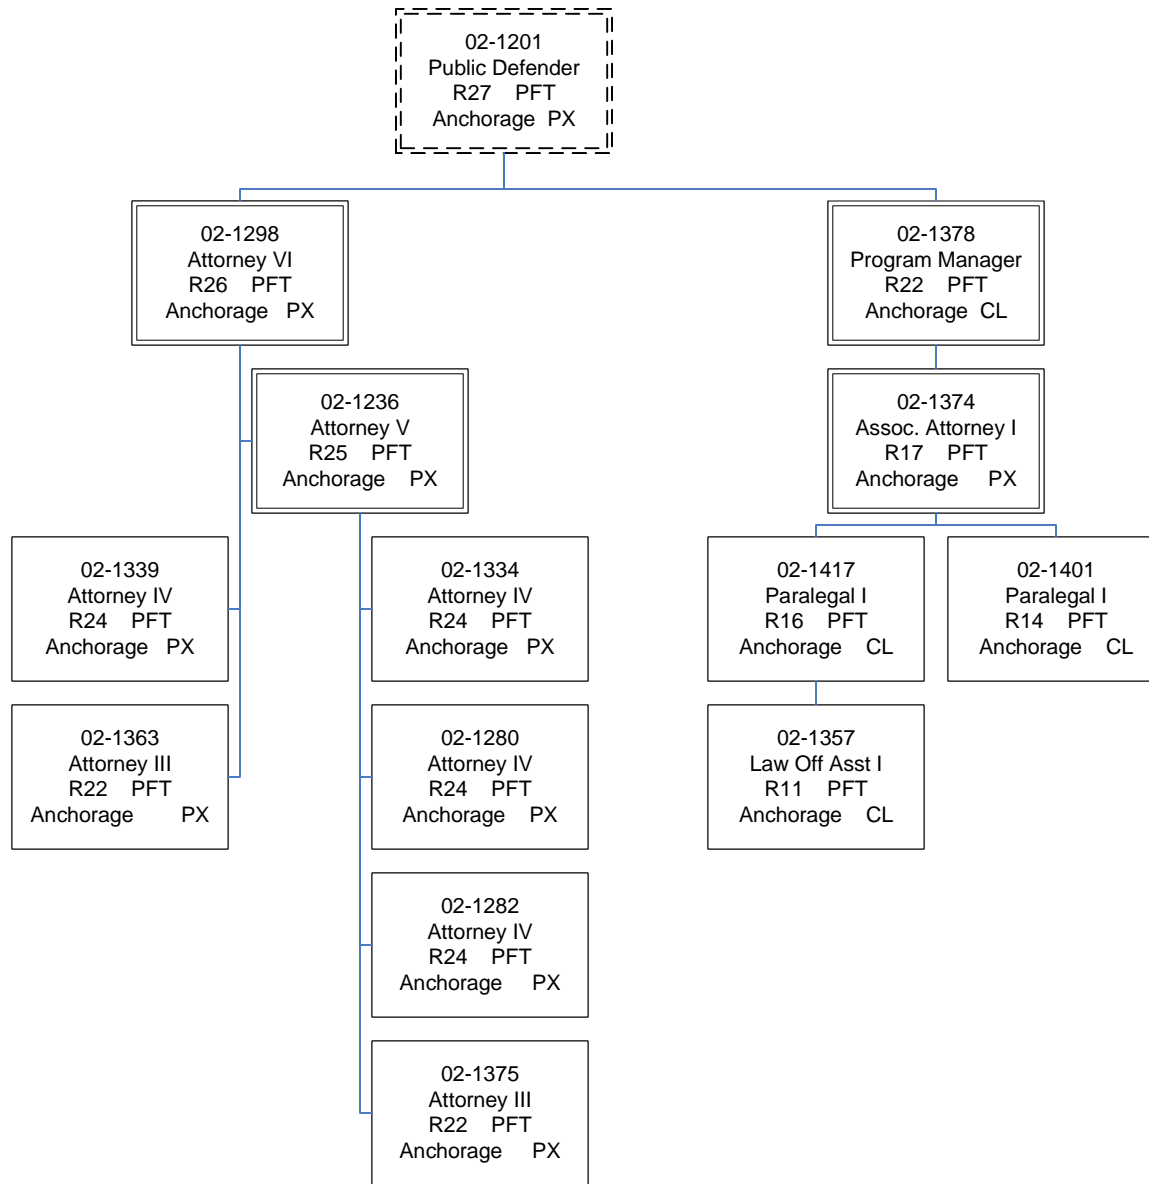 02-1201
Public Defender
R27 PFT
Anchorage PX
02-1298
Attorney VI
R26 PFT
Anchorage PX
02-1378
Program Manager
R22 PFT
Anchorage CL
02-1236
Attorney V
R25 PFT
Anchorage PX
02-1374
Assoc. Attorney I
R17 PFT
Anchorage PX
02-1339
Attorney IV
R24 PFT
Anchorage PX
02-1334
Attorney IV
R24 PFT
Anchorage PX
02-1417
Paralegal I
R16 PFT
Anchorage CL
02-1401
Paralegal I
R14 PFT
Anchorage CL
02-1363
Attorney III
R22 PFT
Anchorage PX
02-1280
Attorney IV
R24 PFT
Anchorage PX
02-1357
Law Off Asst I
R11 PFT
Anchorage CL
02-1282
Attorney IV
R24 PFT
Anchorage PX
02-1375
Attorney III
R22 PFT
Anchorage PX